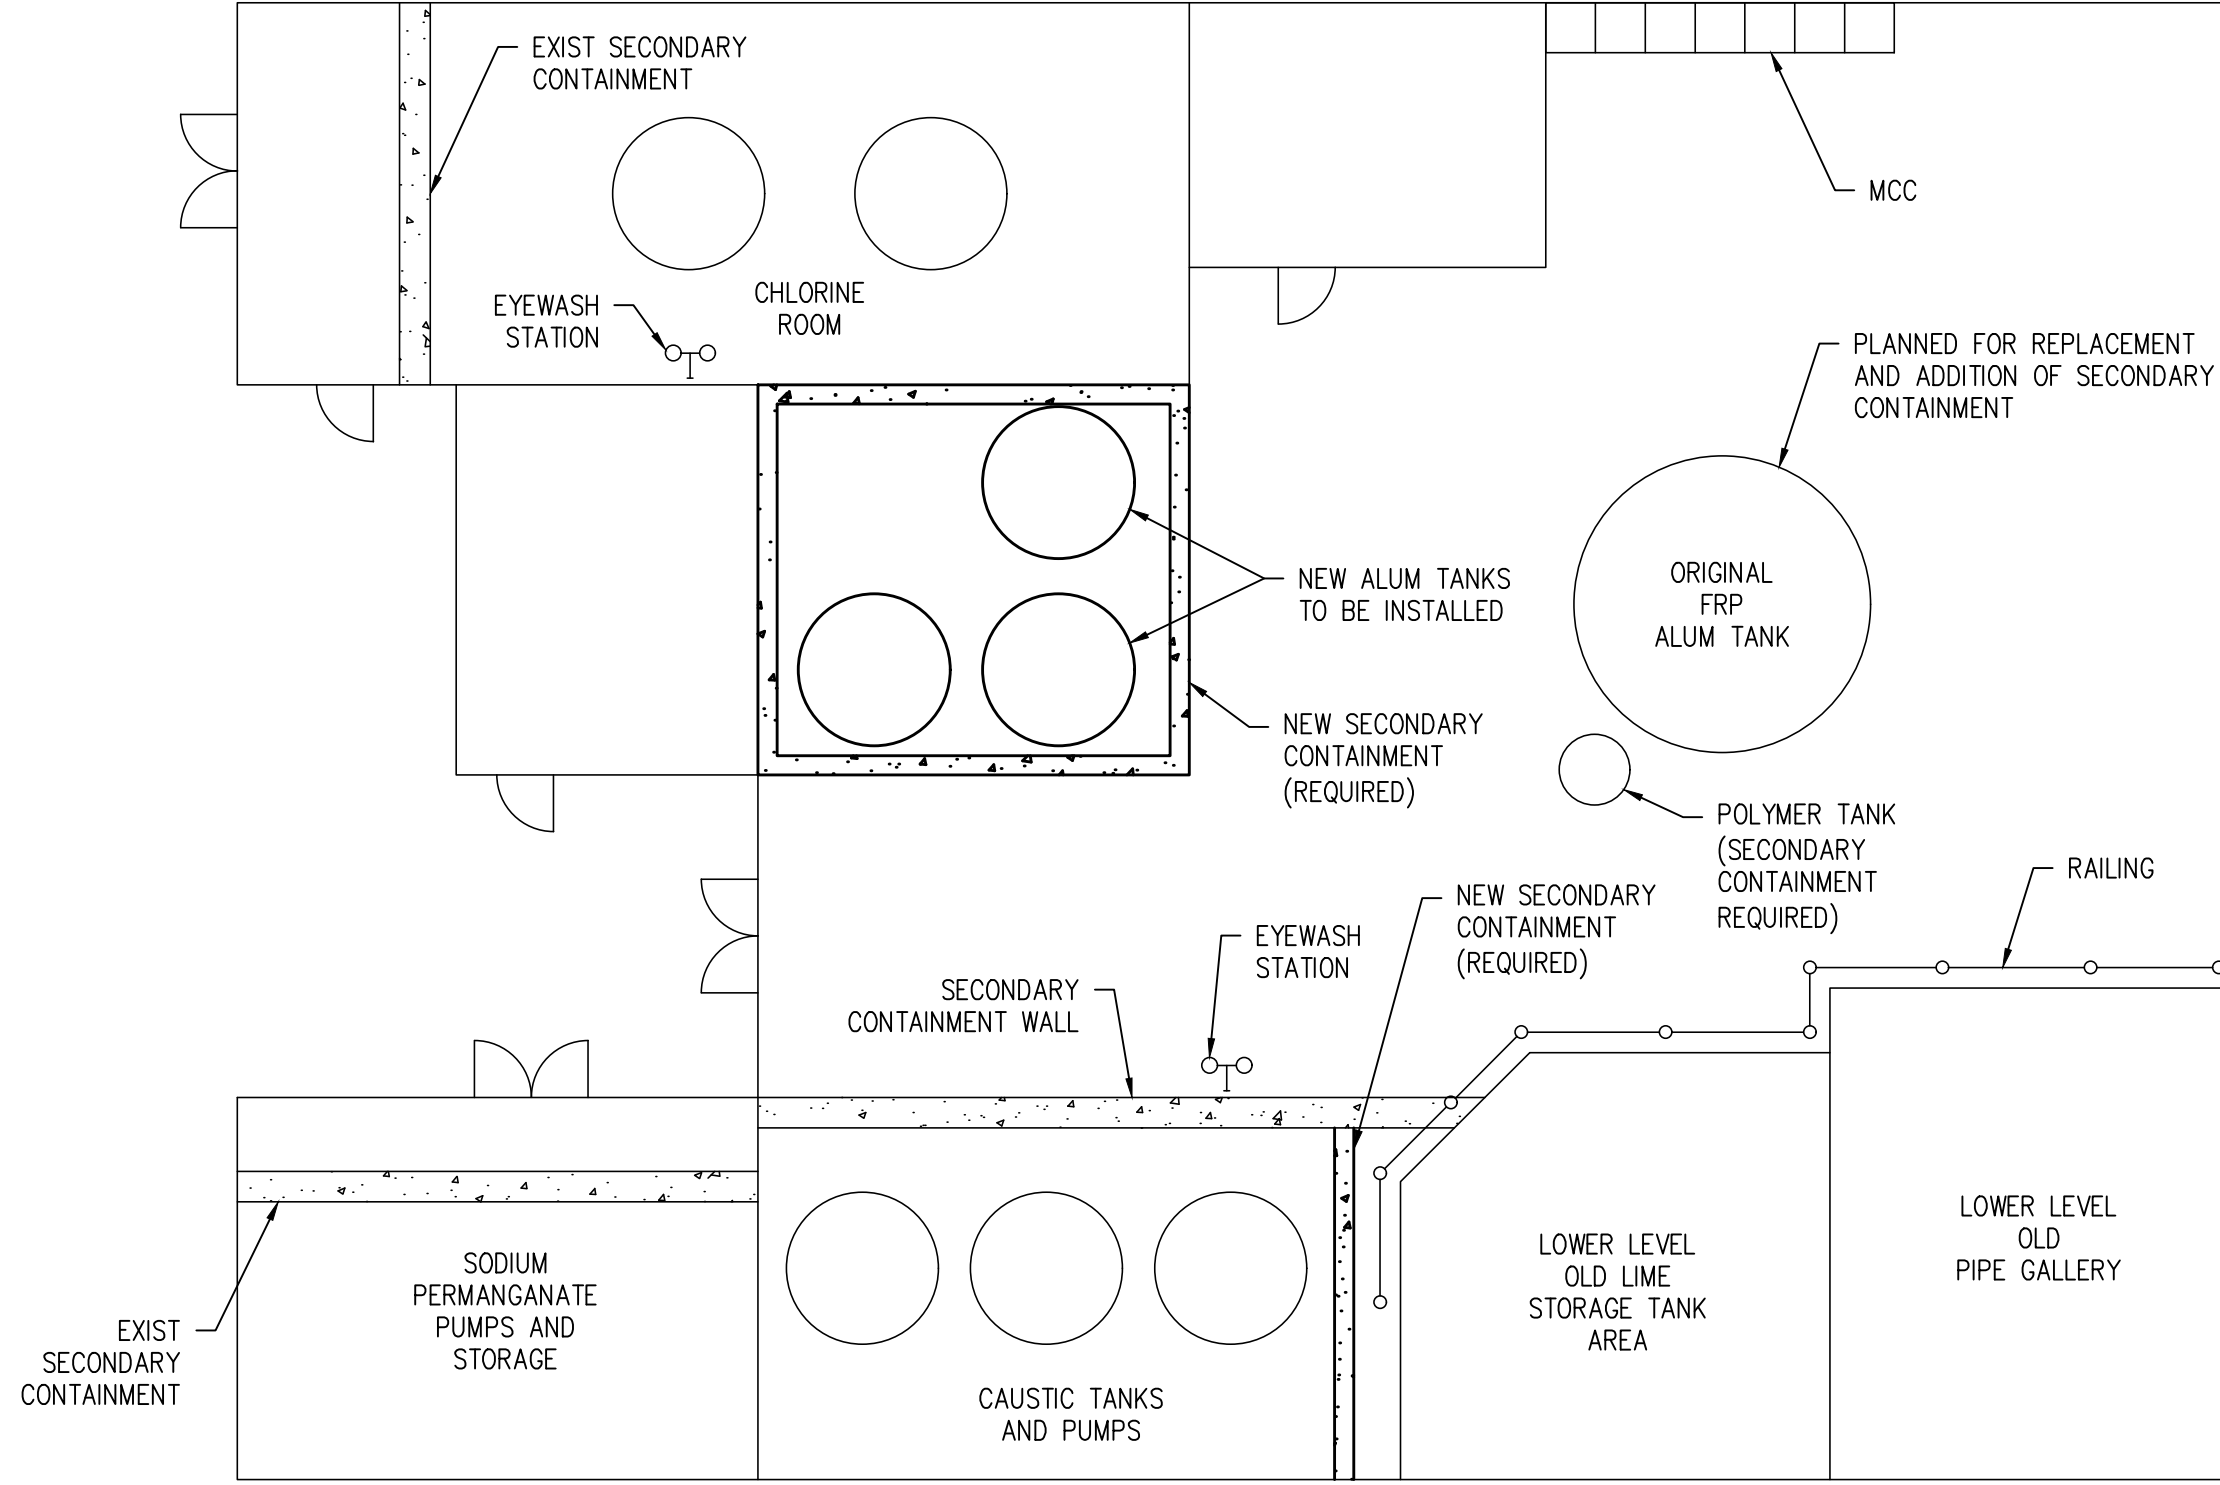 EXIST SECONDARY
CONTAINMENT
MCC
EYEWASH
STATION
CHLORINE
ROOM
PLANNED FOR REPLACEMENT
AND ADDITION OF SECONDARY
CONTAINMENT
NEW ALUM TANKS
TO BE INSTALLED
ORIGINAL
FRP
ALUM TANK
NEW SECONDARY
CONTAINMENT
(REQUIRED)
POLYMER TANK
(SECONDARY
CONTAINMENT
REQUIRED)
RAILING
NEW SECONDARY
CONTAINMENT
(REQUIRED)
EYEWASH
STATION
SECONDARY
CONTAINMENT WALL
LOWER LEVEL
OLD
PIPE GALLERY
LOWER LEVEL
OLD LIME
STORAGE TANK
AREA
SODIUM
PERMANGANATE
PUMPS AND
STORAGE
EXIST
SECONDARY
CONTAINMENT
CAUSTIC TANKS
AND PUMPS